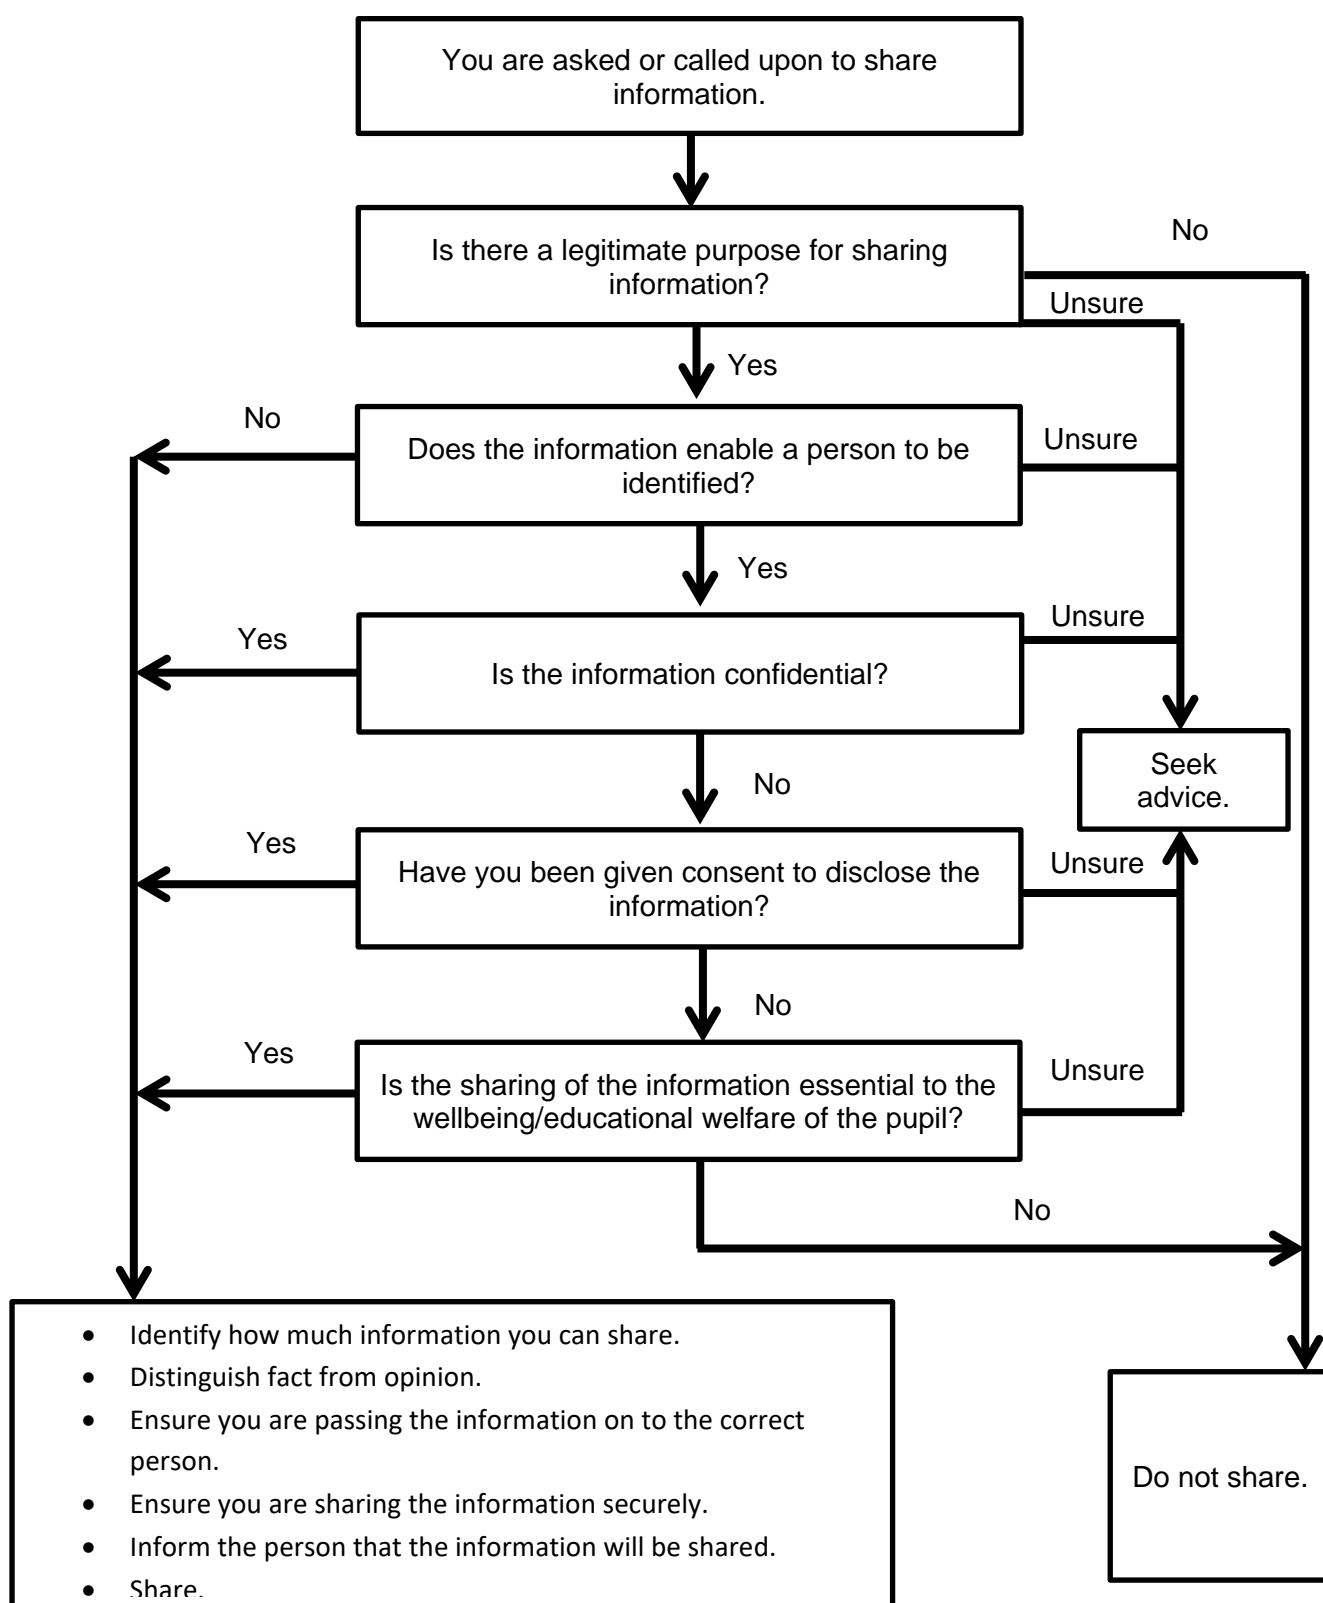 You are asked or called upon to share
information.
Is there a legitimate purpose for sharing
information?
No
Unsure
Yes
No
Does the information enable a person to be
identified?
Unsure
Yes
Yes
Is the information confidential?
Unsure
No
Seek
advice.
Yes
Have you been given consent to disclose the
information?
Unsure
No
Yes
Is the sharing of the information essential to the
wellbeing/educational welfare of the pupil?
Unsure
No
• Identify how much information you can share.
• Distinguish fact from opinion.
• Ensure you are passing the information on to the correct
person.
• Ensure you are sharing the information securely.
• Inform the person that the information will be shared.
• Share.
Do not share.